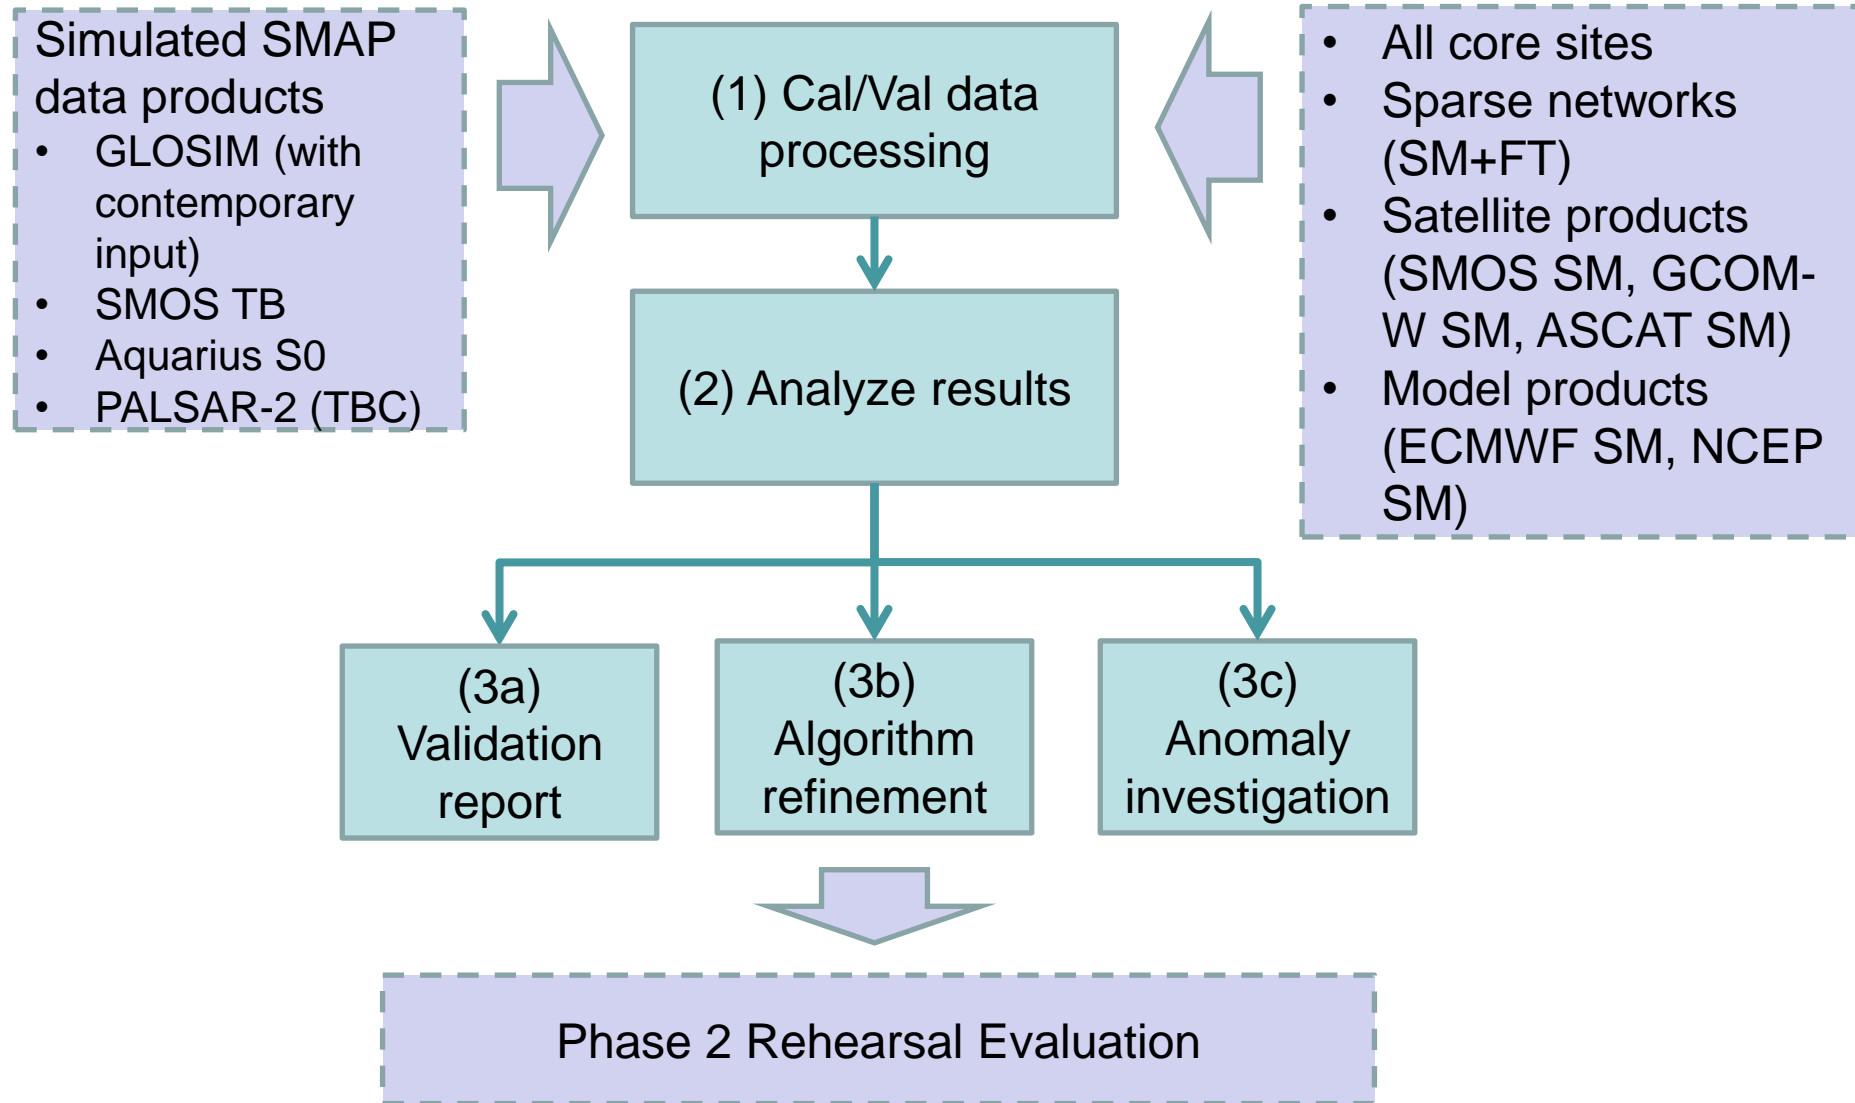 Simulated SMAP
data products
• GLOSIM (with
contemporary
input)
• SMOS TB
• Aquarius S0
• PALSAR-2 (TBC)
(1) Cal/Val data
processing
• All core sites
• Sparse networks
(SM+FT)
• Satellite products
(SMOS SM, GCOM-
W SM, ASCAT SM)
• Model products
(ECMWF SM, NCEP
SM)
(2) Analyze results
(3a)
Validation
report
(3b)
Algorithm
refinement
(3c)
Anomaly
investigation
Phase 2 Rehearsal Evaluation